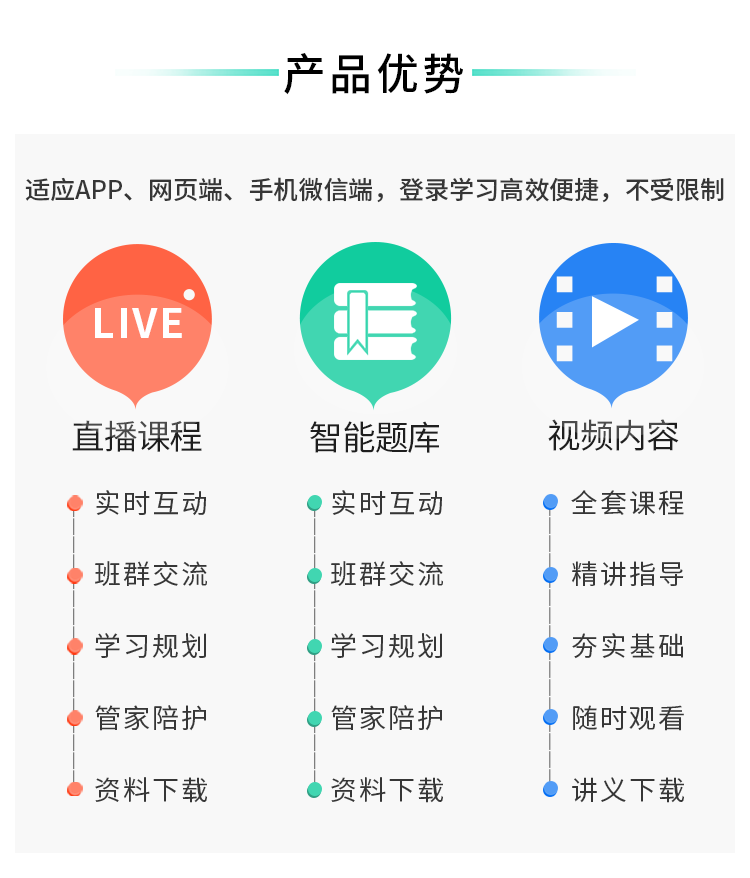 产品优势
适应APP、网页端、手机微信端，登录学习高效便捷，不受限制
LIVE
直播课程
实时互动
班群交流
学习规划
管家陪护
资料下载
智能题库
实时互动
班群交流
学习规划
管家陪护
资料下载
视频内容
全套课程
精讲指导
夯实基础
随时观看
讲义下载